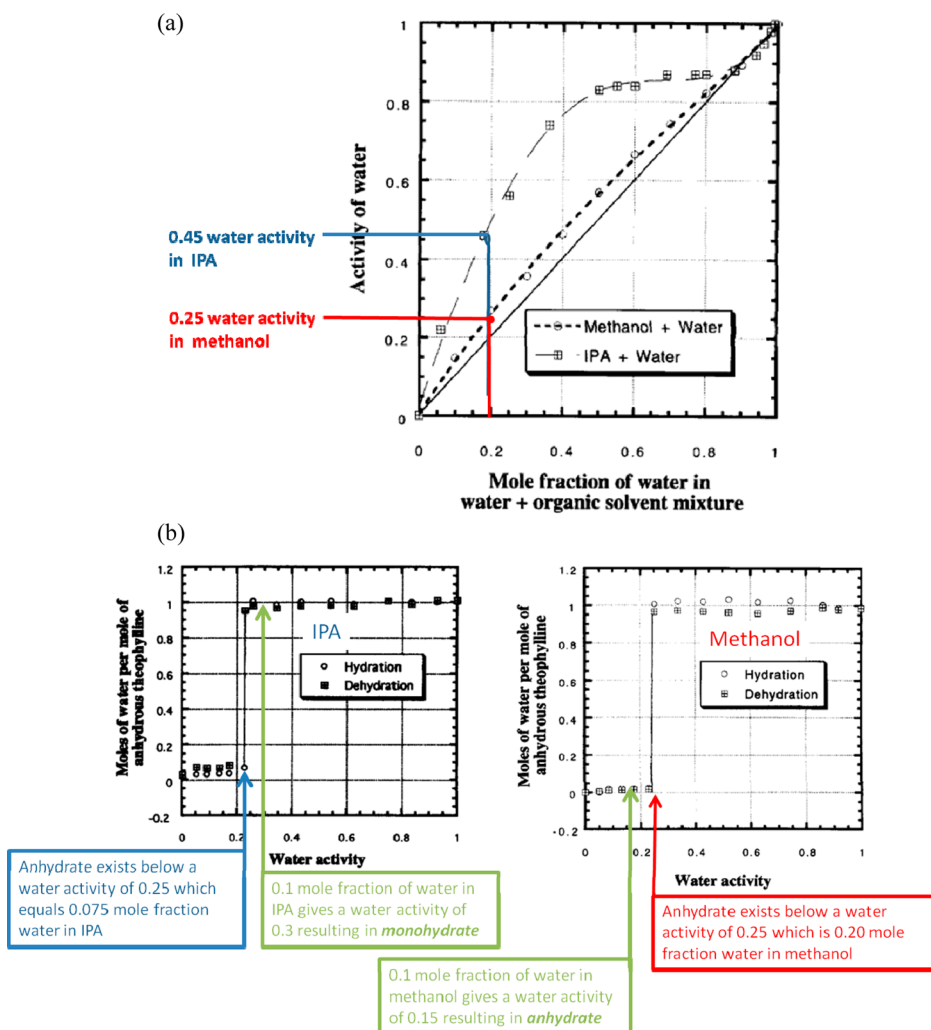 (a)
1
0.8
0.6
0.4
0.2
0
Activity of water
0.45 water activity
in IPA
0.25 water activity
in methanol
Methanol + Water
IPA + Water
0 0.2 0.4 0.6 0.8 1
Mole fraction of water in
water + organic solvent mixture
(b)
1.2
1
0.8
0.6
0.4
0.2
0
-0.2
Moles of water per mole of
anhydrous theophylline
IPA
Hydration
Dehydration
0 0.2 0.4 0.6 0.8 1
Water activity
1.2
1
0.8
0.6
0.4
0.2
0
-0.2
Moles of water per mole of
anhydrous theophylline
Methanol
Hydration
Dehydration
0 0.2 0.4 0.6 0.8 1
Water activity
Anhydrate exists below a
water activity of 0.25 which
equals 0.075 mole fraction
water in IPA
0.1 mole fraction of water in
IPA gives a water activity of
0.3 resulting in monohydrate
Anhydrate exists below a water
activity of 0.25 which is 0.20 mole
fraction water in methanol
0.1 mole fraction of water in
methanol gives a water activity
of 0.15 resulting in anhydrate